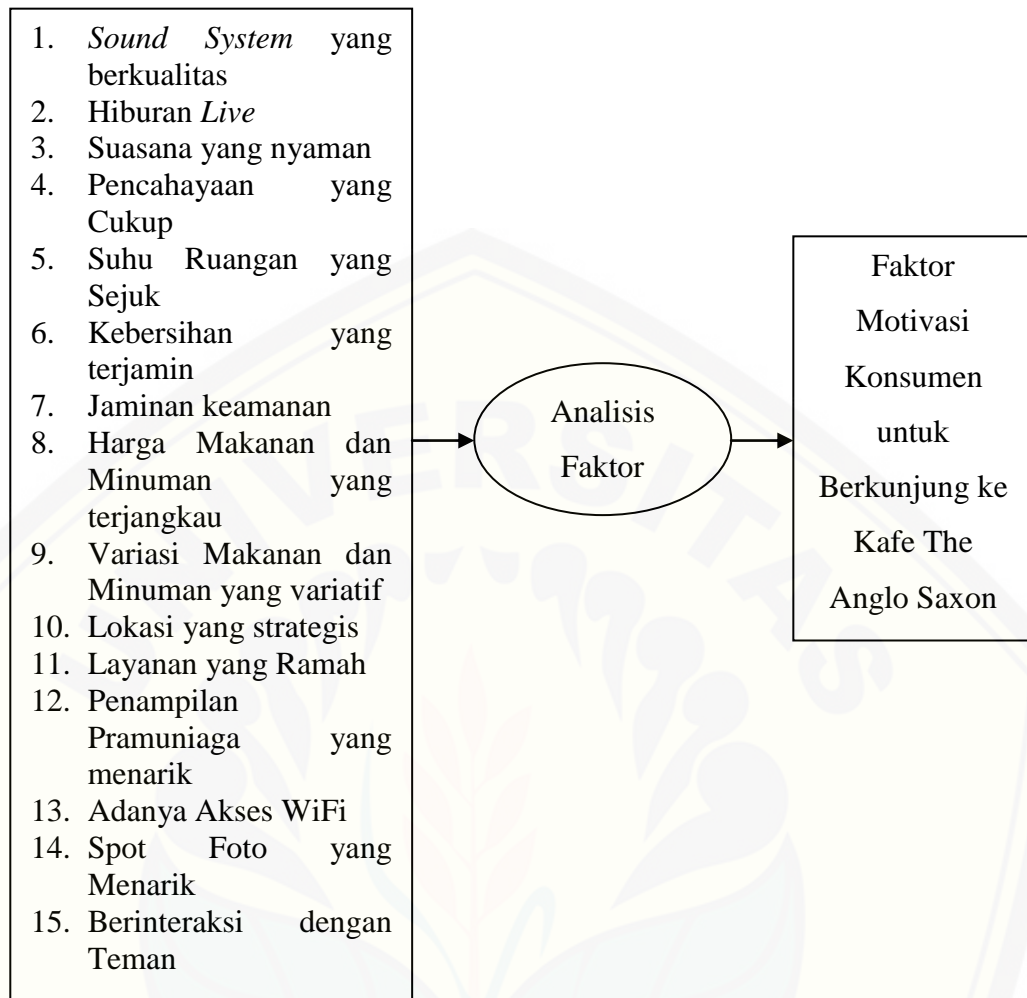 1. Sound System yang
berkualitas
2. Hiburan Live
3. Suasana yang nyaman
4. Pencahayaan yang
Cukup
5. Suhu Ruangan yang
Sejuk
6. Kebersihan yang
terjamin
7. Jaminan keamanan
8. Harga Makanan dan
Minuman yang
terjangkau
9. Variasi Makanan dan
Minuman yang variatif
10. Lokasi yang strategis
11. Layanan yang Ramah
12. Penampilan
Pramuniaga yang
menarik
13. Adanya Akses WiFi
14. Spot Foto yang
Menarik
15. Berinteraksi dengan
Teman
Analisis
Faktor
Faktor
Motivasi
Konsumen
untuk
Berkunjung ke
Kafe The
Anglo Saxon
UNIVERSITAS